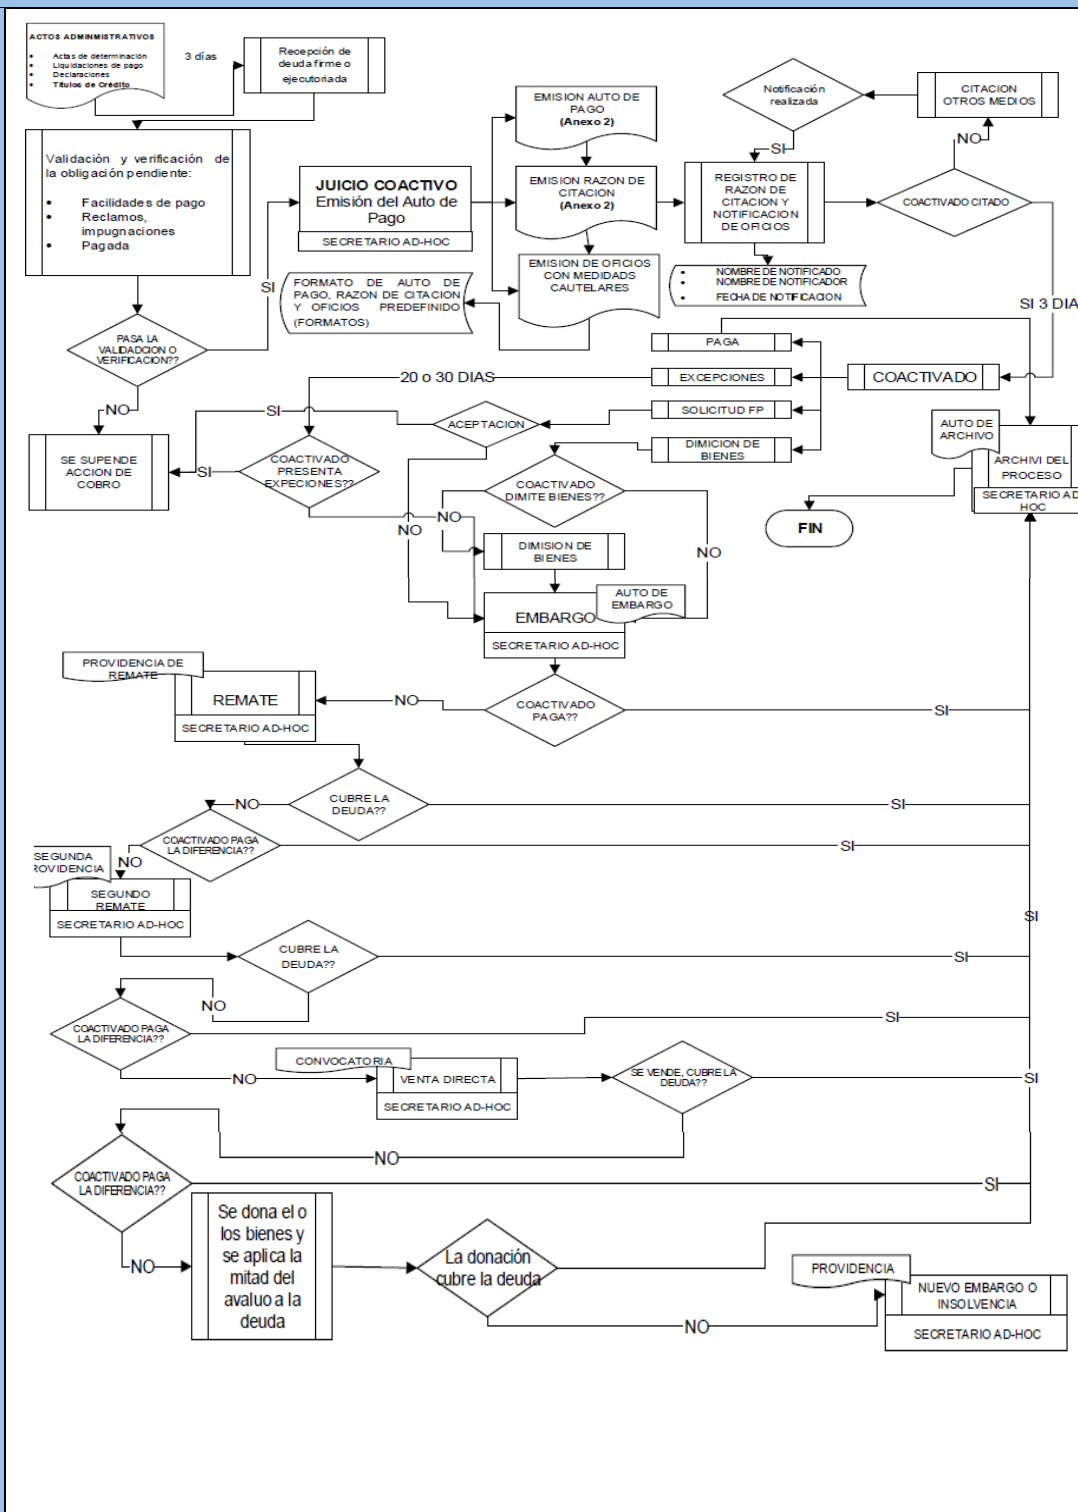 ACTOS ADMINMISTRATIVOS
• Actas de determinación
• Liquidaciones de pago
• Declaraciones
• Titulos de Crédito
3 días
Recepción de
deuda firme o
ejecutoriada
Validación y verificación de
la obligación pendiente:
• Facilidades de pago
• Reclamos,
impugnaciones
• Pagada
PASA LA
VALIDADCION O
VERIFICACION??
SI
NO
SE SUPENDE
ACCION DE
COBRO
JUICIO COACTIVO
Emisión del Auto de
Pago
SECRETARIO AD-HOC
EMISION AUTO DE
PAGO
(Anexo 2)
EMISION RAZON DE
CITACION
(Anexo 2)
EMISION DE OFICIOS
CON MEDIDADS
CAUTELARES
FORMATO DE AUTO DE
PAGO, RAZON DE CITACION
Y OFICIOS PREDEFINIDO
(FORMATOS)
Notificación
realizada
SI
CITACION
OTROS MEDIOS
NO
REGISTRO DE
RAZON DE
CITACION Y
NOTIFICACION
DE OFICIOS
COACTIVADO CITADO
• NOMBRE DE NOTIFICADO
• NOMBRE DE NOTIFICADOR
• FECHA DE NOTIFICACION
SI 3 DIA
PAGA
EXCEPCIONES
SOLICITUD FP
DIMICION DE
BIENES
COACTIVADO
20 o 30 DIAS
SI
ACEPTACION
COACTIVADO
PRESENTA
EXPECIONES??
SI
NO
NO
COACTIVADO
DIMITE BIENES??
NO
DIMISION DE
BIENES
AUTO DE
ARCHIVO
ARCHIVI DEL
PROCESO
SECRETARIO AD
HOC
FIN
AUTO DE
EMBARGO
EMBARGO
SECRETARIO AD-HOC
PROVIDENCIA DE
REMATE
REMATE
SECRETARIO AD-HOC
NO
COACTIVADO
PAGA??
SI
CUBRE LA
DEUDA??
NO
SI
COACTIVADO PAGA
LA DIFERENCIA??
SI
NO
SEGUNDA
ROVIDENCIA
SEGUNDO
REMATE
SECRETARIO AD-HOC
SI
CUBRE LA
DEUDA??
SI
NO
COACTIVADO PAGA
LA DIFERENCIA??
SI
NO
CONVOCATORIA
VENTA DIRECTA
SECRETARIO AD-HOC
SE VENDE, CUBRE LA
DEUDA??
SI
NO
COACTIVADO PAGA
LA DIFERENCIA??
SI
NO
Se dona el o
los bienes y
se aplica la
mitad del
avaluo a la
deuda
La donación
cubre la deuda
NO
PROVIDENCIA
NUEVO EMBARGO O
INSOLVENCIA
SECRETARIO AD-HOC